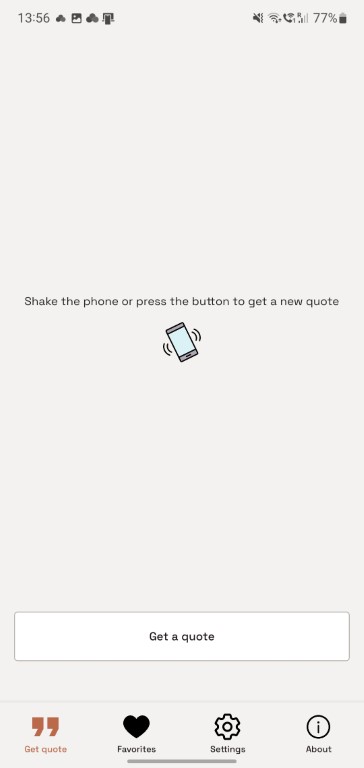 13:56
77%
Shake the phone or press the button to get a new quote
Get a quote
Get quote
Favorites
Settings
About